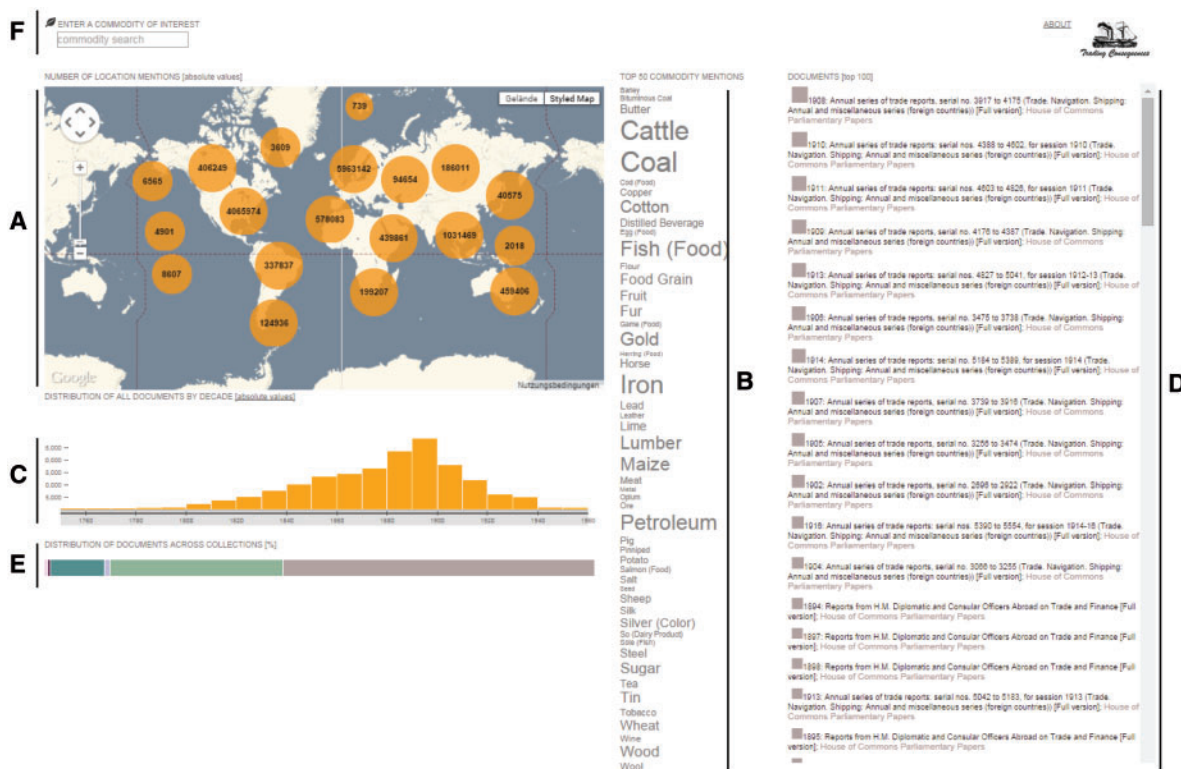 F
ENTER A COMMODITY OF INTEREST
commodity search
ABOUT
Trading Consequences
NUMBER OF LOCATION MENTIONS [absolute values]
A
Gelände
Styled Map
739
3609
406249
6565
5963142
94654
186011
40575
4065974
4901
578083
439861
1031469
2018
8607
337837
199207
459406
124936
Google
Nutzungsbedingungen
DISTRIBUTION OF ALL DOCUMENTS BY DECADE [absolute values]
C
1760
1780
1800
1820
1840
1860
1880
1900
1920
1940
1960
E
DISTRIBUTION OF DOCUMENTS ACROSS COLLECTIONS [%]
TOP 50 COMMODITY MENTIONS
B
Barley
Bituminous Coal
Butter
Cattle
Coal
Cod (Food)
Copper
Cotton
Distilled Beverage
Egg (Food)
Fish (Food)
Flour
Food Grain
Fruit
Fur
Game (Food)
Gold
Herring (Food)
Horse
Iron
Lead
Leather
Lime
Lumber
Maize
Meat
Metal
Opium
Ore
Petroleum
Pig
Pinniped
Potato
Salmon (Food)
Salt
Seed
Sheep
Silk
Silver (Color)
So (Dairy Product)
Sole (Fish)
Steel
Sugar
Tea
Tin
Tobacco
Wheat
Wine
Wood
Wool
DOCUMENTS [top 100]
D
1908: Annual series of trade reports, serial no. 3917 to 4175 (Trade. Navigation. Shipping:
Annual and miscellaneous series (foreign countries)) [Full version]; House of Commons
Parliamentary Papers
1910: Annual series of trade reports: serial nos. 4388 to 4602, for session 1910 (Trade.
Navigation. Shipping: Annual and miscellaneous series (foreign countries)) [Full version]; House of
Commons Parliamentary Papers
1911: Annual series of trade reports: serial nos. 4603 to 4826, for session 1911 (Trade.
Navigation. Shipping: Annual and miscellaneous series (foreign countries)) [Full version]; House of
Commons Parliamentary Papers
1909: Annual series of trade reports, serial no. 4176 to 4387 (Trade. Navigation. Shipping:
Annual and miscellaneous series (foreign countries)) [Full version]; House of Commons
Parliamentary Papers
1913: Annual series of trade reports: serial nos. 4827 to 5041, for session 1912-13 (Trade.
Navigation. Shipping: Annual and miscellaneous series (foreign countries)) [Full version]; House of
Commons Parliamentary Papers
1906: Annual series of trade reports, serial no. 3475 to 3738 (Trade. Navigation. Shipping:
Annual and miscellaneous series (foreign countries)) [Full version]; House of Commons
Parliamentary Papers
1914: Annual series of trade reports: serial no. 5184 to 5389, for session 1914 (Trade.
Navigation. Shipping: Annual and miscellaneous series (foreign countries)) [Full version]; House of
Commons Parliamentary Papers
1907: Annual series of trade reports, serial no. 3739 to 3916 (Trade. Navigation. Shipping:
Annual and miscellaneous series (foreign countries)) [Full version]; House of Commons
Parliamentary Papers
1905: Annual series of trade reports, serial no. 3256 to 3474 (Trade. Navigation. Shipping:
Annual and miscellaneous series (foreign countries)) [Full version]; House of Commons
Parliamentary Papers
1902: Annual series of trade reports, serial no. 2696 to 2822 (Trade. Navigation. Shipping:
Annual and miscellaneous series (foreign countries)) [Full version]; House of Commons
Parliamentary Papers
1916: Annual series of trade reports: serial nos. 5390 to 5554, for session 1914-16 (Trade.
Navigation. Shipping: Annual and miscellaneous series (foreign countries)) [Full version]; House of
Commons Parliamentary Papers
1904: Annual series of trade reports, serial no. 3066 to 3255 (Trade. Navigation. Shipping:
Annual and miscellaneous series (foreign countries)) [Full version]; House of Commons
Parliamentary Papers
1894: Reports from H.M. Diplomatic and Consular Officers Abroad on Trade and Finance [Full
version]; House of Commons Parliamentary Papers
1897: Reports from H.M. Diplomatic and Consular Officers Abroad on Trade and Finance [Full
version]; House of Commons Parliamentary Papers
1898: Reports from H.M. Diplomatic and Consular Officers Abroad on Trade and Finance [Full
version]; House of Commons Parliamentary Papers
1913: Annual series of trade reports: serial nos. 5042 to 5183, for session 1913 (Trade.
Navigation. Shipping: Annual and miscellaneous series (foreign countries)) [Full version]; House of
Commons Parliamentary Papers
1895: Reports from H.M. Diplomatic and Consular Officers Abroad on Trade and Finance [Full
version]; House of Commons Parliamentary Papers